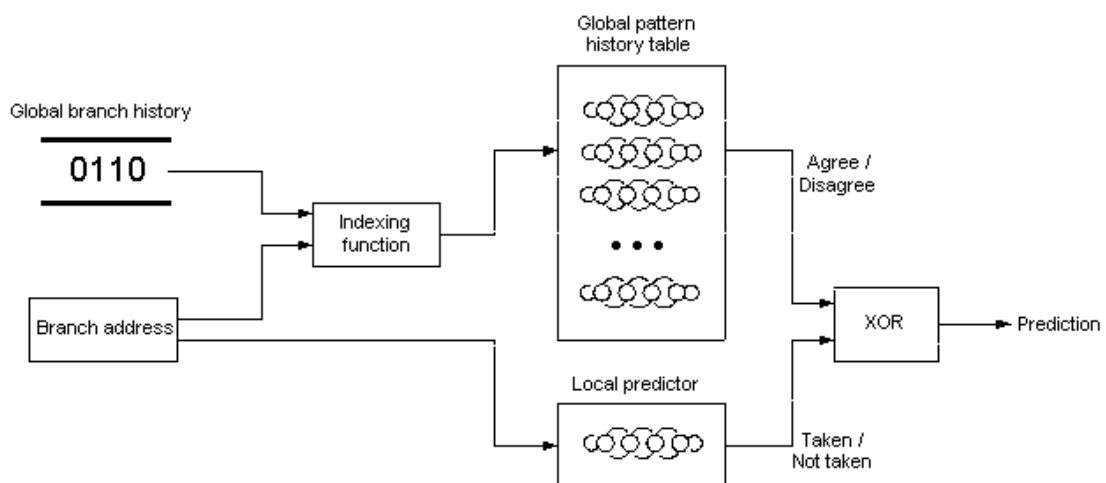 Global pattern
history table
Global branch history
0110
Agree /
Disagree
Indexing
function
Branch address
XOR
Prediction
Local predictor
Taken /
Not taken